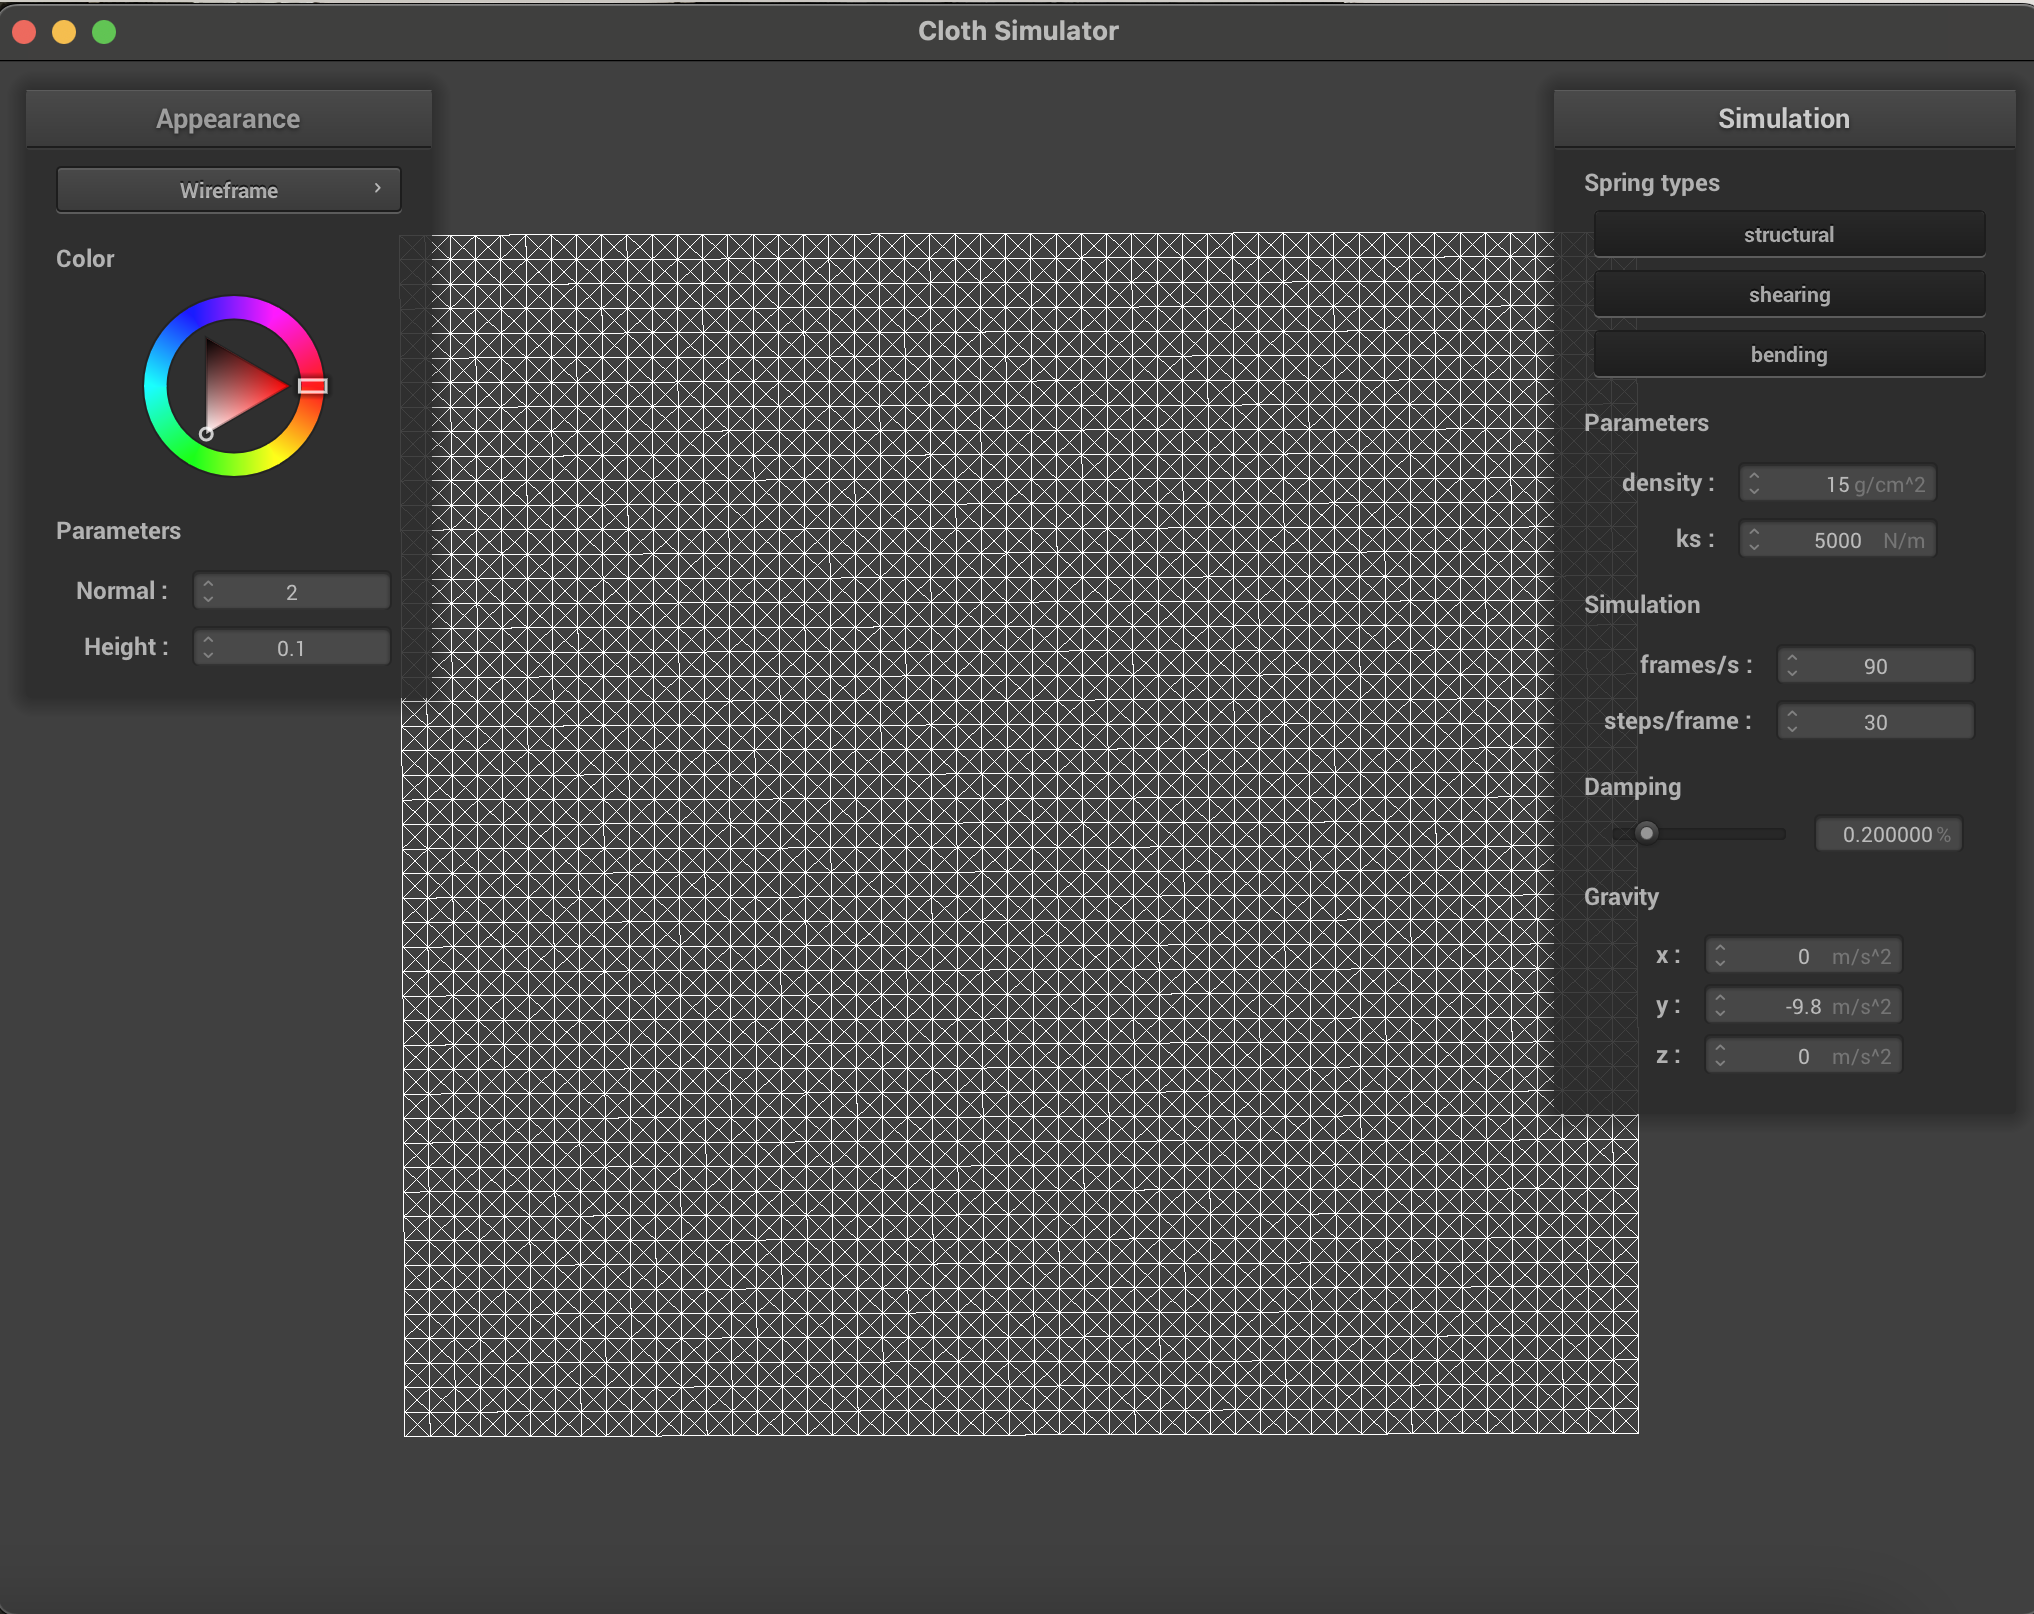 Cloth Simulator
Appearance
Wireframe
Color
Parameters
Normal : 2
Height : 0.1
Simulation
Spring types
structural
shearing
bending
Parameters
density : 15 g/cm^2
ks : 5000 N/m
Simulation
frames/s : 90
steps/frame : 30
Damping
0.200000 %
Gravity
x : 0 m/s^2
y : -9.8 m/s^2
z : 0 m/s^2